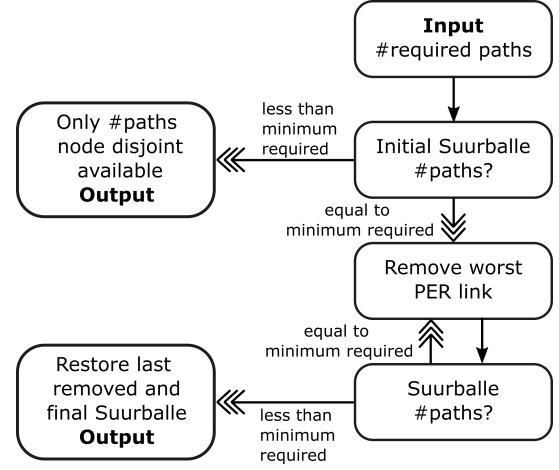 Input
#required paths
less than
minimum
required
Only #paths
node disjoint
available
Output
Initial Suurballe
#paths?
equal to
minimum required
Remove worst
PER link
equal to
minimum required
Restore last
removed and
final Suurballe
Output
Suurballe
#paths?
less than
minimum
required